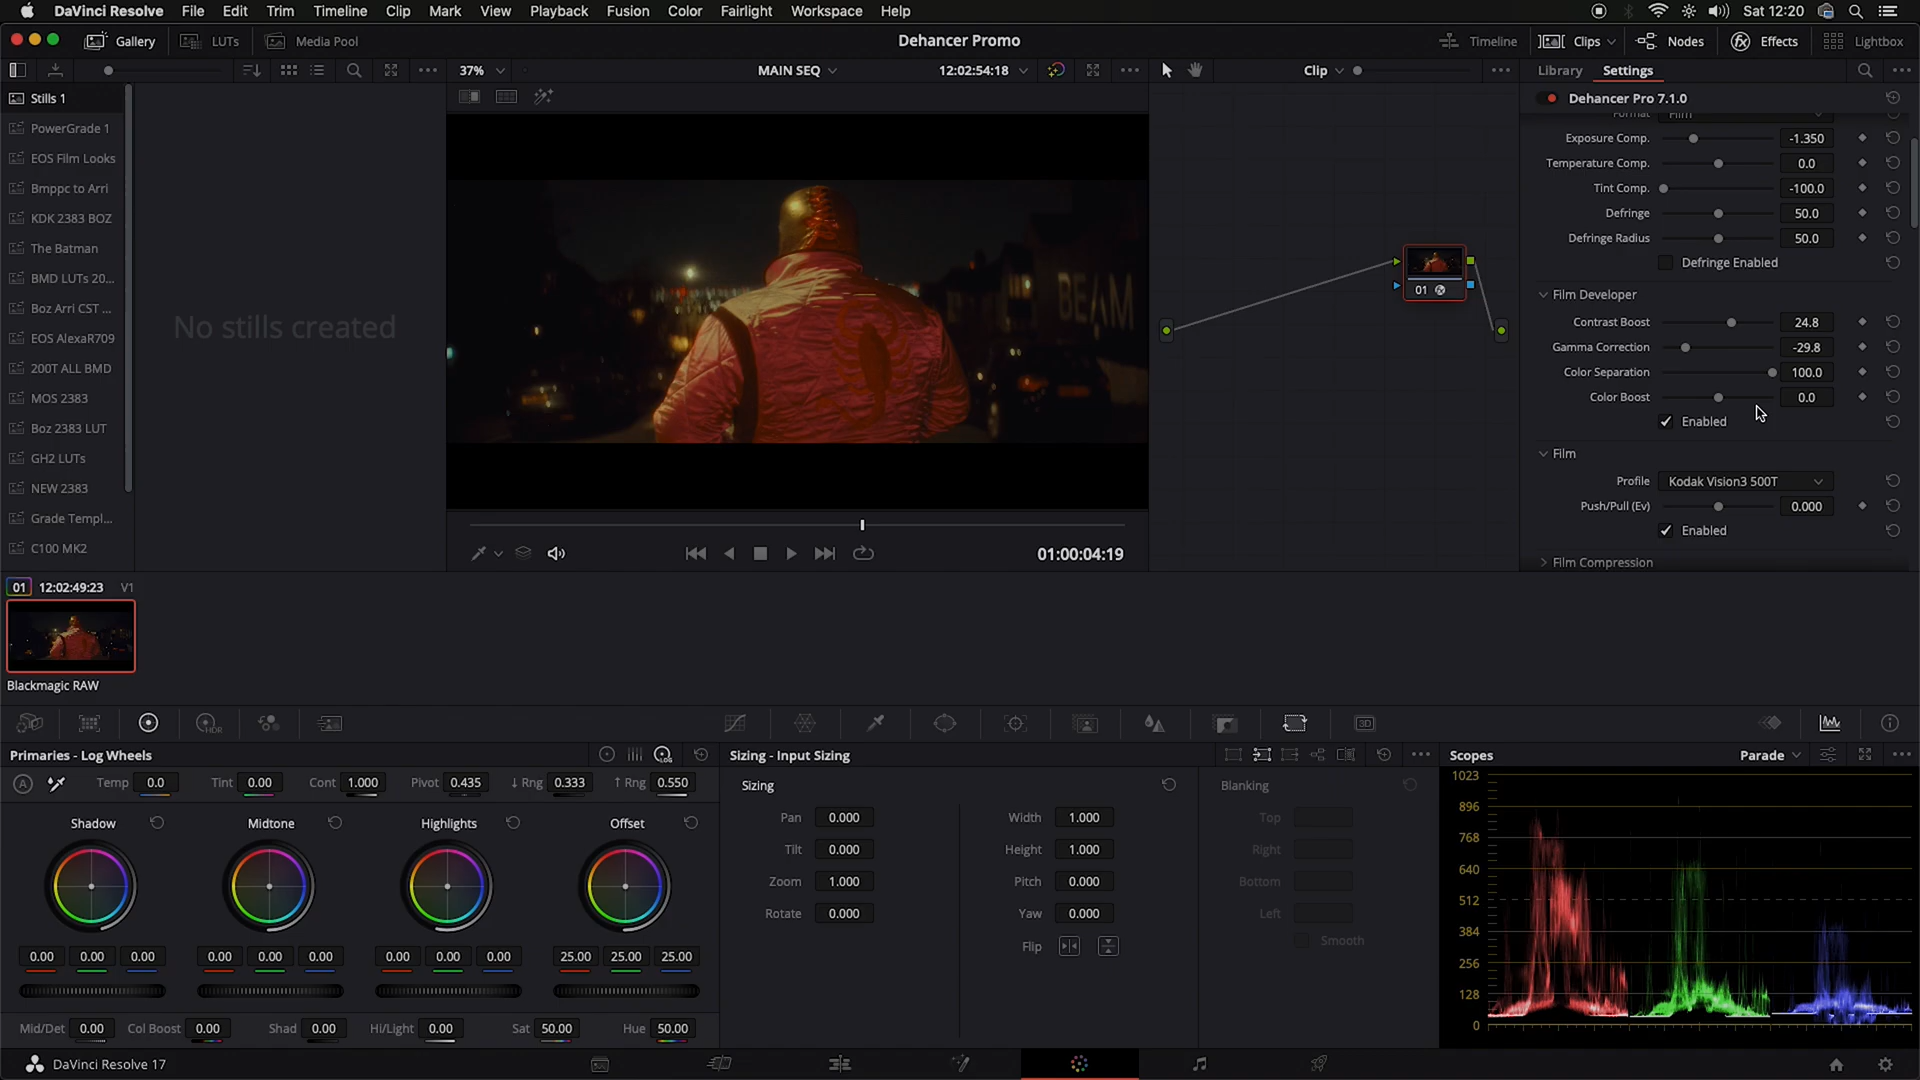 DaVinci Resolve File Edit Trim Timeline Clip Mark View Playback Fusion Color Fairlight Workspace Help
Sat 12:20
Gallery LUTs Media Pool
Dehancer Promo
Timeline Clips Nodes Effects Lightbox
37%
MAIN SEQ
12:02:54:18
Clip
Library Settings
Stills 1
PowerGrade 1
EOS Film Looks
Bmppc to Arri
KDK 2383 BOZ
The Batman
BMD LUTs 20...
Boz Arri CST ...
EOS AlexaR709
200T ALL BMD
MOS 2383
Boz 2383 LUT
GH2 LUTs
NEW 2383
Grade Templ...
C100 MK2
No stills created
BEAM
01:00:04:19
01
Dehancer Pro 7.1.0
Format Film
Exposure Comp. -1.350
Temperature Comp. 0.0
Tint Comp. -100.0
Defringe 50.0
Defringe Radius 50.0
Defringe Enabled
Film Developer
Contrast Boost 24.8
Gamma Correction -29.8
Color Separation 100.0
Color Boost 0.0
Enabled
Film
Profile Kodak Vision3 500T
Push/Pull (Ev) 0.000
Enabled
Film Compression
01 12:02:49:23 V1
Blackmagic RAW
HDR
3D
Primaries - Log Wheels
LOG
A Temp 0.0 Tint 0.00 Cont 1.000 Pivot 0.435 ↓ Rng 0.333 ↑ Rng 0.550
Shadow Midtone Highlights Offset
0.00 0.00 0.00 0.00 0.00 0.00 0.00 0.00 0.00 25.00 25.00 25.00
Mid/Det 0.00 Col Boost 0.00 Shad 0.00 Hi/Light 0.00 Sat 50.00 Hue 50.00
Sizing - Input Sizing
Sizing
Pan 0.000 Width 1.000
Tilt 0.000 Height 1.000
Zoom 1.000 Pitch 0.000
Rotate 0.000 Yaw 0.000
Flip
Blanking
Top
Right
Bottom
Left
Smooth
Scopes
Parade
1023
896
768
640
512
384
256
128
0
DaVinci Resolve 17